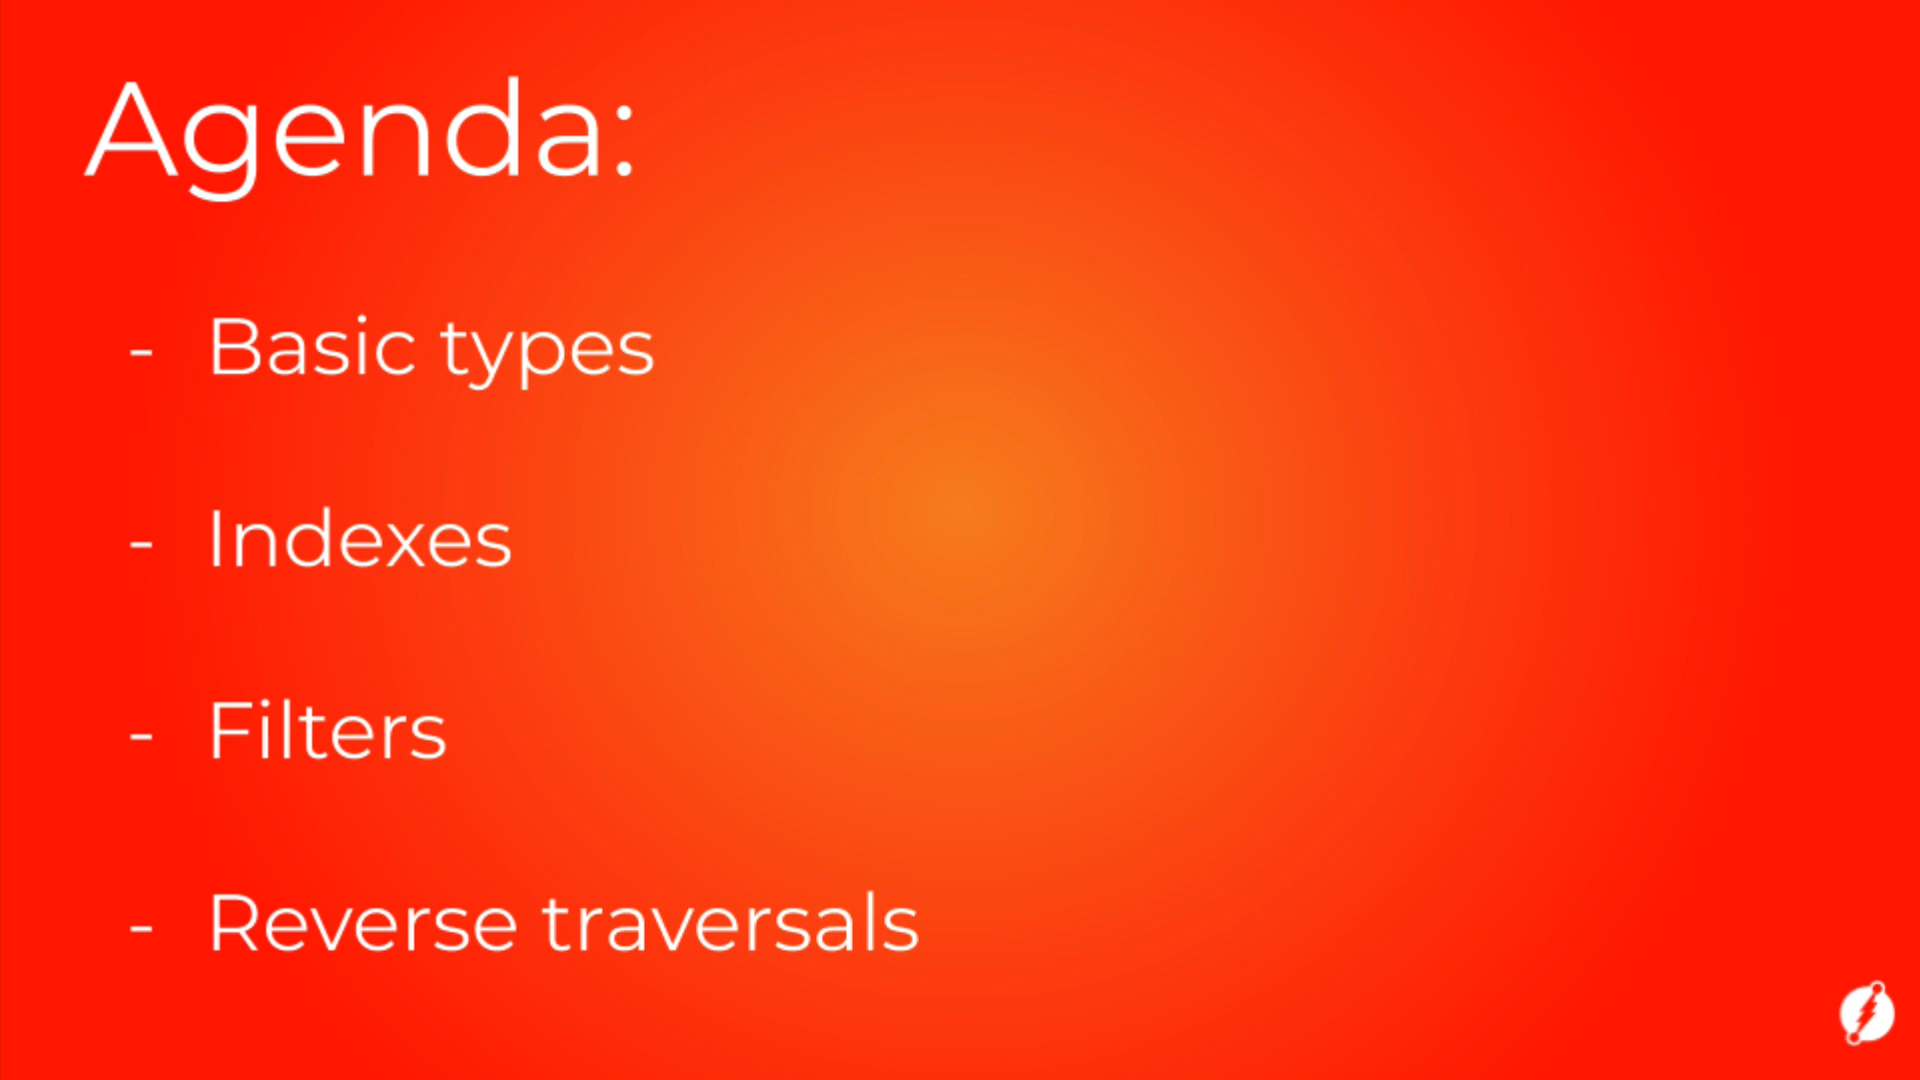 Agenda:
- Basic types
- Indexes
- Filters
- Reverse traversals